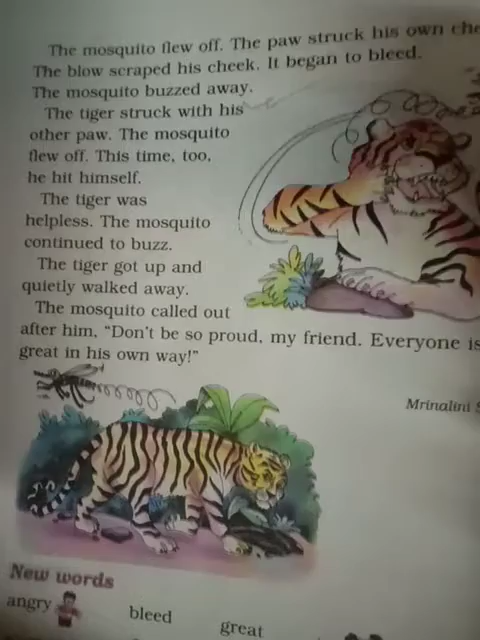 The mosquito flew off. The paw struck his own
The blow scraped his cheek. It began to bleed.
The mosquito buzzed away.
The tiger struck with his
other paw. The mosquito
flew off. This time, too,
he hit himself.
The tiger was
helpless. The mosquito
continued to buzz.
The tiger got up and
quietly walked away.
The mosquito called out
after him, "Don't be so proud, my friend. Everyone is
great in his own way!"
Mrinalini
New words
angry bleed great